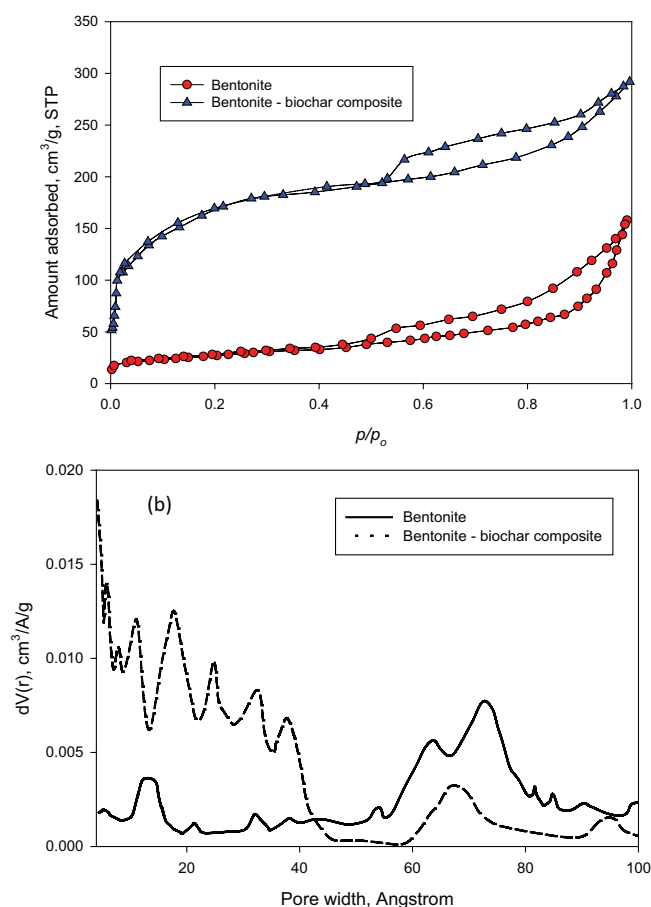 350
300
250
200
150
100
50
0
Amount adsorbed, cm³/g, STP
Bentonite
Bentonite - biochar composite
0.0 0.2 0.4 0.6 0.8 1.0
p/pₒ
0.020
0.015
0.010
0.005
0.000
dV(r), cm³/A/g
(b)
Bentonite
Bentonite - biochar composite
20 40 60 80 100
Pore width, Angstrom